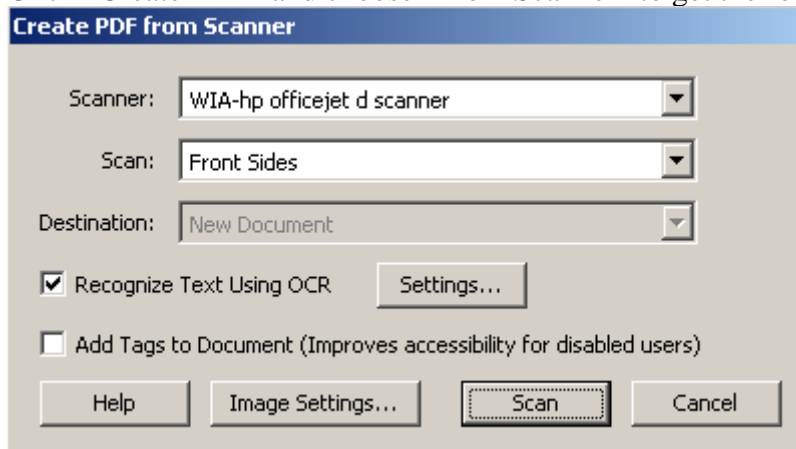 Create PDF from Scanner
Scanner: WIA-hp officejet d scanner
Scan: Front Sides
Destination: New Document
Recognize Text Using OCR Settings...
Add Tags to Document (Improves accessibility for disabled users)
Help Image Settings... Scan Cancel